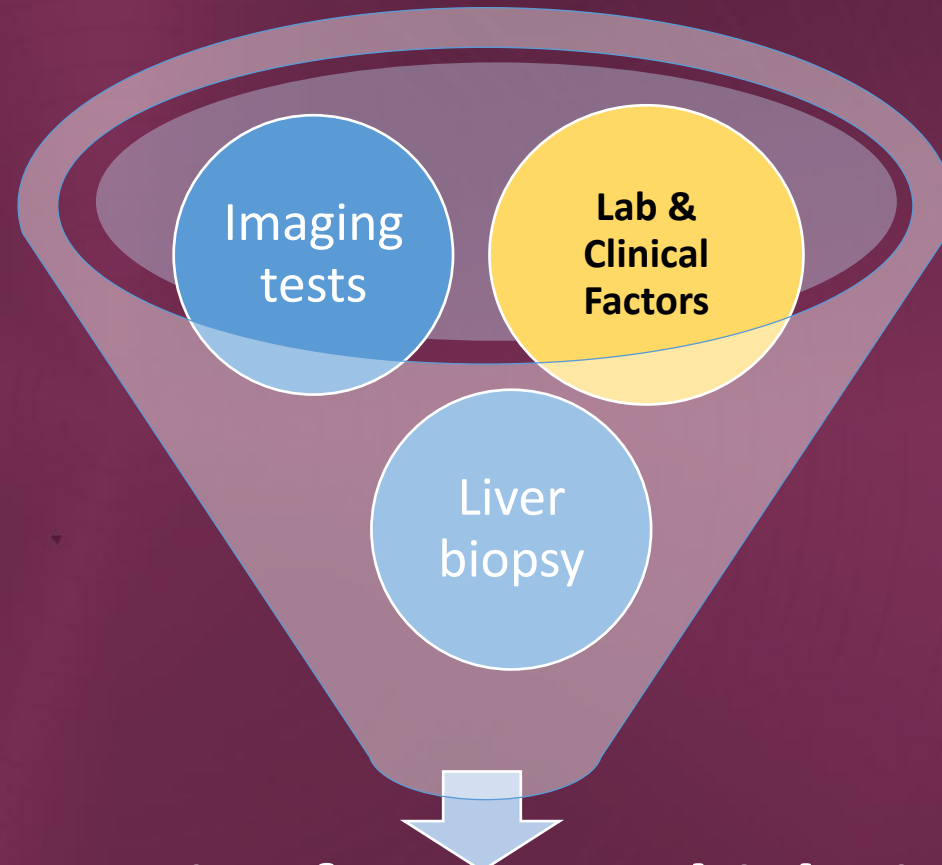 Imaging
tests
Lab &
Clinical
Factors
Liver
biopsy